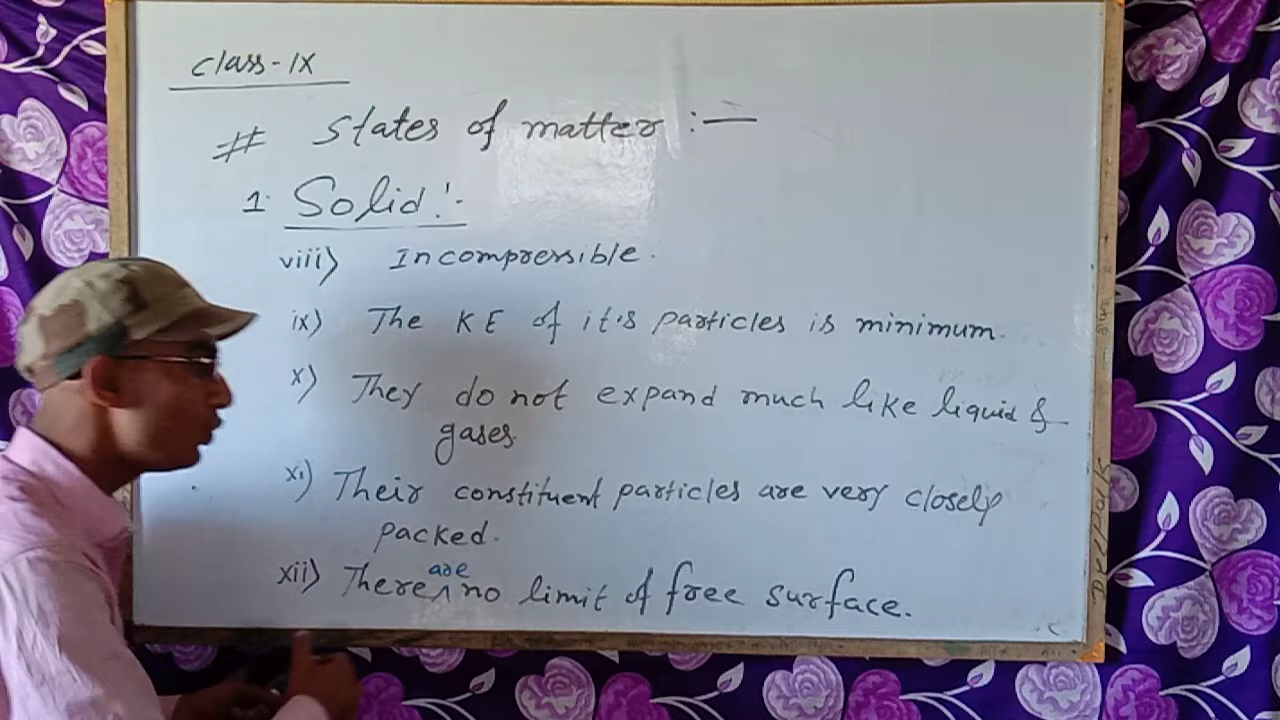 Class-IX
# States of matter :-
1. Solid :-
viii) Incompressible.
ix) The KE of it's particles is minimum.
x) They do not expand much like liquid &
gases.
xi) Their constituent particles are very closely
packed.
xii) There are no limit of free surface.